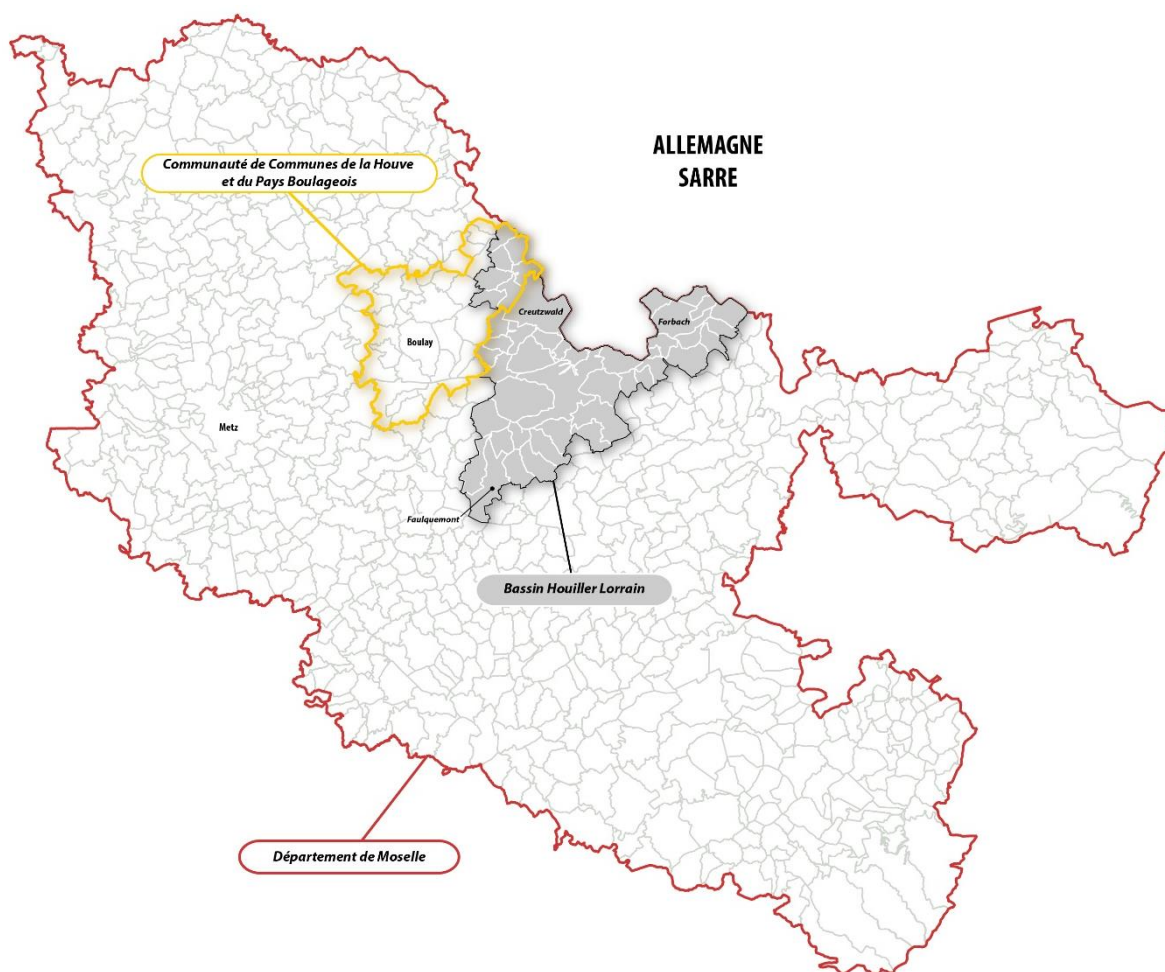 ALLEMAGNE
SARRE
Communauté de Communes de la Houve
et du Pays Boulageois
Creutzwald
Forbach
Boulay
Metz
Faulquemont
Bassin Houiller Lorrain
Département de Moselle